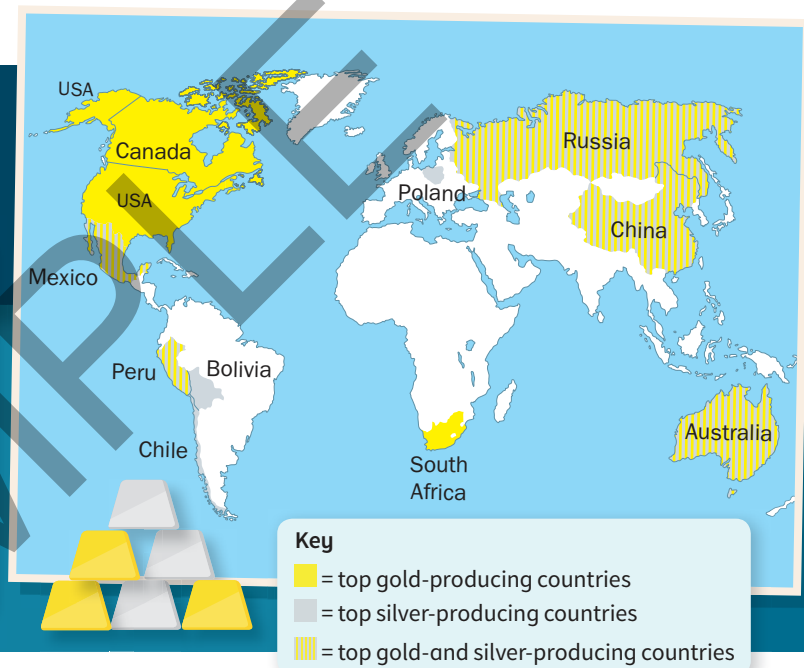 USA
Canada
USA
Mexico
Peru
Bolivia
Chile
Poland
Russia
China
South
Africa
Australia
Key
= top gold-producing countries
= top silver-producing countries
= top gold-and silver-producing countries
MPLE